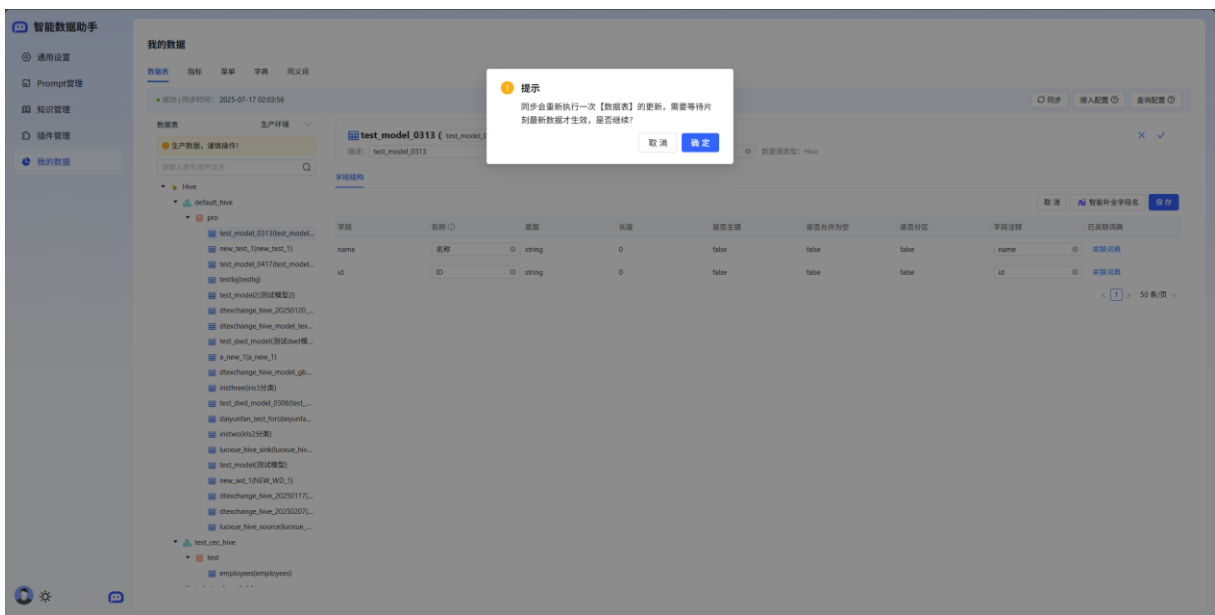 智能数据助手
通用设置
Prompt管理
知识管理
插件管理
我的数据
我的数据
数据表 指标 菜单 字典 同义词
成功 | 同步时间: 2025-07-17 02:03:56
同步 接入配置 查询配置
数据表 生产环境
生产数据，谨慎操作!
请输入表名或中文名
Hive
default_hive
pro
test_model_0313(test_model...
new_test_1(new_test_1)
test_model_0417(test_model...
testlxj(testlxj)
test_model2(测试模型2)
dtexchange_hive_20250120_...
dtexchange_hive_model_tex...
test_dwd_model(测试dwd模...
a_new_1(a_new_1)
dtexchange_hive_model_gb...
iristhree(iris3分类)
test_dwd_model_0306(test_...
daiyunfan_test_for(daiyunfa...
iristwo(iris2分类)
luoxue_hive_sink(luoxue_hiv...
test_model(测试模型)
new_wd_1(NEW_WD_1)
dtexchange_hive_20250117(...
dtexchange_hive_20250207(...
luoxue_hive_source(luoxue_...
test_cec_hive
test
employees(employees)
test_model_0313 ( test_model_0
描述: test_model_0313
数据源类型: Hive
字段结构
取 消 Ai 智能补全字段名 保 存
字段 名称 类型 长度 是否主键 是否允许为空 是否分区 字段注释 已关联词典
name 名称 string 0 false false false name 关联词典
id ID string 0 false false false id 关联词典
< 1 > 50 条/页
提示
同步会重新执行一次【数据表】的更新，需要等待片
刻最新数据才生效，是否继续?
取 消 确 定